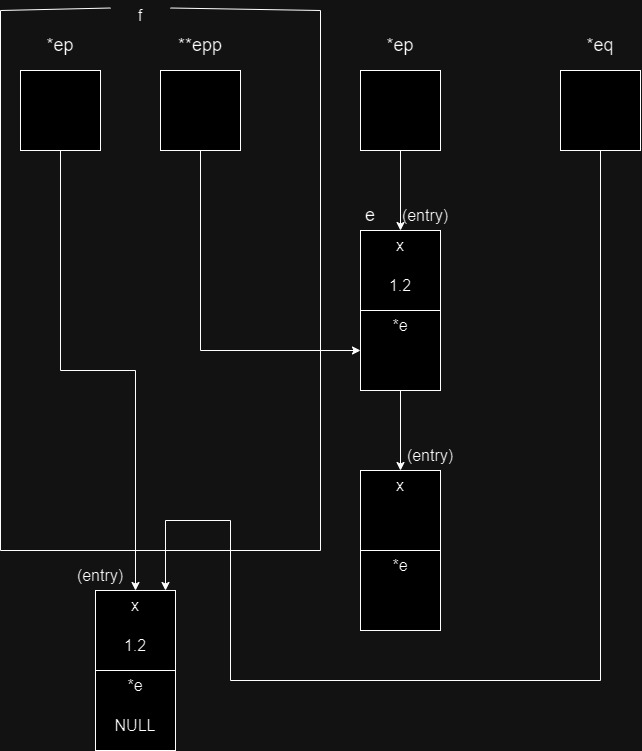 f
*ep
**epp
*ep
*eq
e
(entry)
x
1.2
*e
(entry)
x
*e
(entry)
x
1.2
*e
NULL